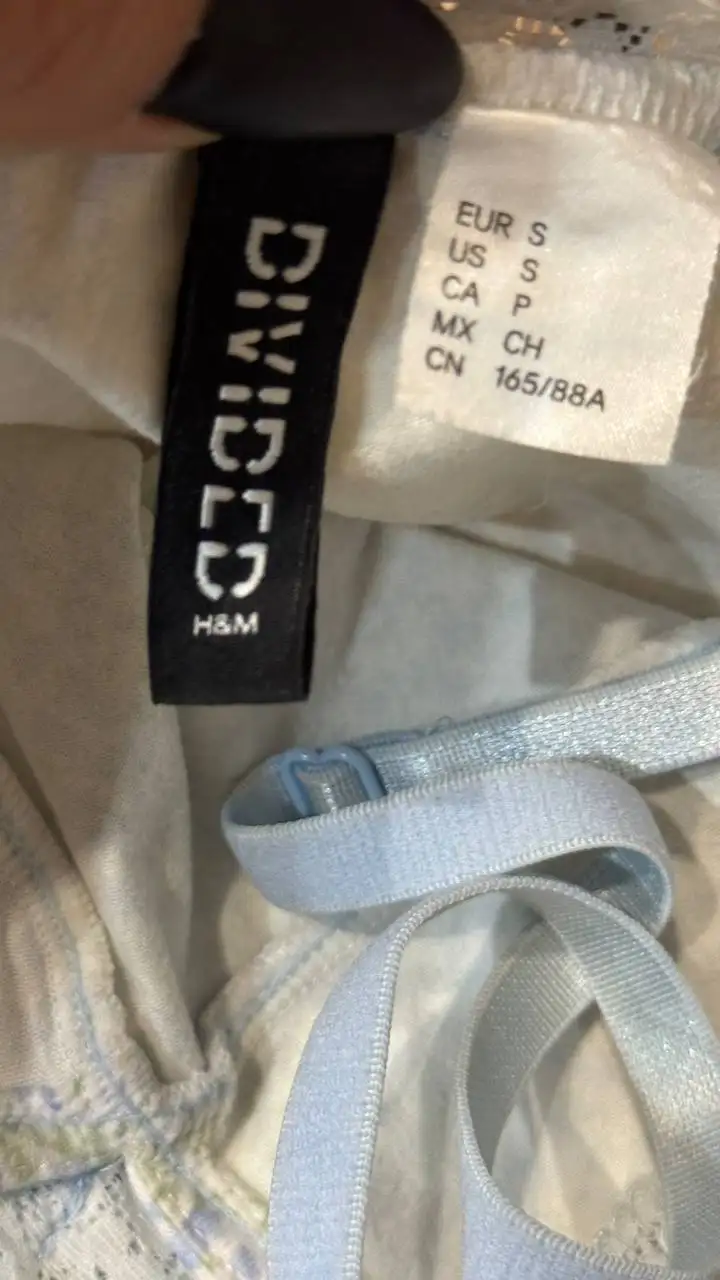 DIVIDED
H&M
EUR S
US S
CA P
MX CH
CN 165/88A